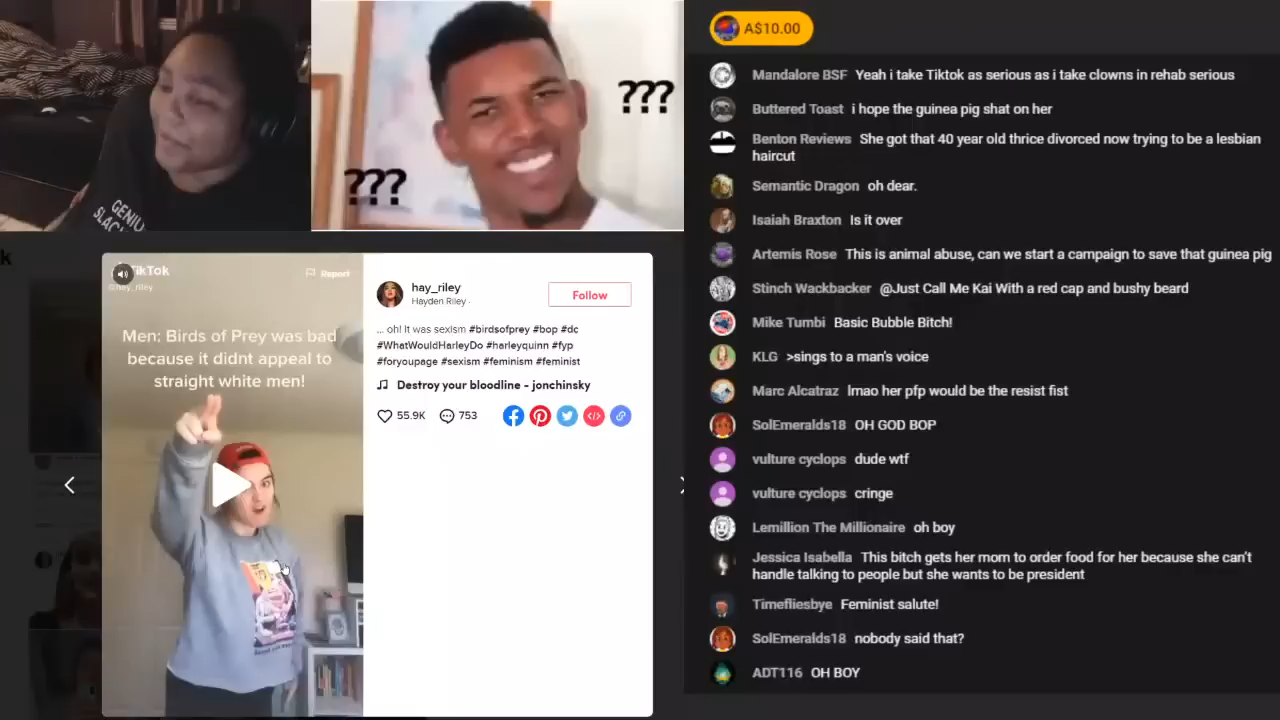 GENIU
SLAC
???
???
k
TikTok
@hay_riley
Report
Men: Birds of Prey was bad
because it didnt appeal to
straight white men!
hay_riley
Hayden Riley ·
Follow
... oh! It was sexism #birdsofprey #bop #dc
#WhatWouldHarleyDo #harleyquinn #fyp
#foryoupage #sexism #feminism #feminist
Destroy your bloodline - jonchinsky
55.9K
753
A$10.00
Mandalore BSF Yeah i take Tiktok as serious as i take clowns in rehab serious
Buttered Toast i hope the guinea pig shat on her
Benton Reviews She got that 40 year old thrice divorced now trying to be a lesbian
haircut
Semantic Dragon oh dear.
Isaiah Braxton Is it over
Artemis Rose This is animal abuse, can we start a campaign to save that guinea pig
Stinch Wackbacker @Just Call Me Kai With a red cap and bushy beard
Mike Tumbi Basic Bubble Bitch!
KLG >sings to a man's voice
Marc Alcatraz lmao her pfp would be the resist fist
SolEmeralds18 OH GOD BOP
vulture cyclops dude wtf
vulture cyclops cringe
Lemillion The Millionaire oh boy
Jessica Isabella This bitch gets her mom to order food for her because she can't
handle talking to people but she wants to be president
Timefliesbye Feminist salute!
SolEmeralds18 nobody said that?
ADT116 OH BOY